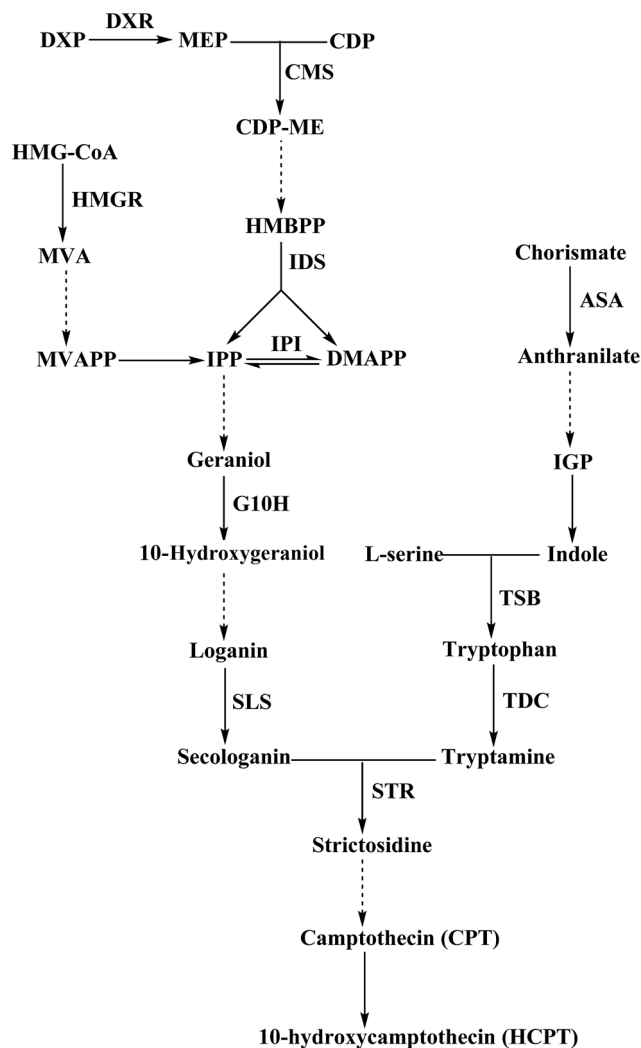 DXR
DXP MEP CDP
CMS
CDP-ME
HMG-CoA
HMGR
HMBPP
MVA
IDS
Chorismate
ASA
IPI
MVAPP IPP DMAPP
Anthranilate
Geraniol
IGP
G10H
10-Hydroxygeraniol
L-serine Indole
TSB
Loganin
Tryptophan
SLS
TDC
Secologanin Tryptamine
STR
Strictosidine
Camptothecin (CPT)
10-hydroxycamptothecin (HCPT)